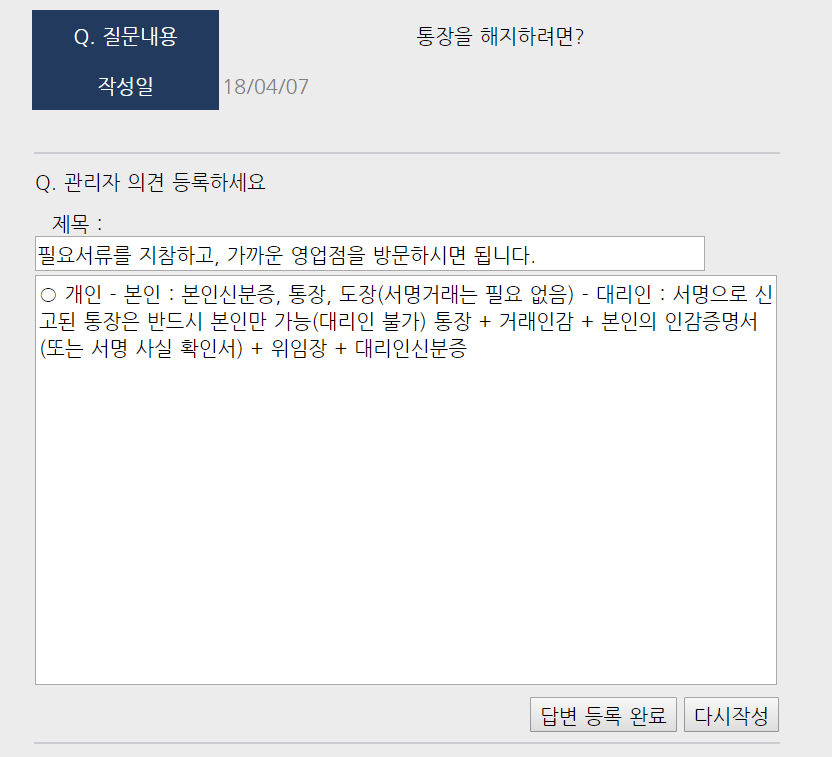 Q. 질문내용 통장을 해지하려면?
작성일 18/04/07
Q. 관리자 의견 등록하세요
제목 :
필요서류를 지참하고, 가까운 영업점을 방문하시면 됩니다.
○ 개인 - 본인 : 본인신분증, 통장, 도장(서명거래는 필요 없음) - 대리인 : 서명으로 신
고된 통장은 반드시 본인만 가능(대리인 불가) 통장 + 거래인감 + 본인의 인감증명서
(또는 서명 사실 확인서) + 위임장 + 대리인신분증
답변 등록 완료 다시작성